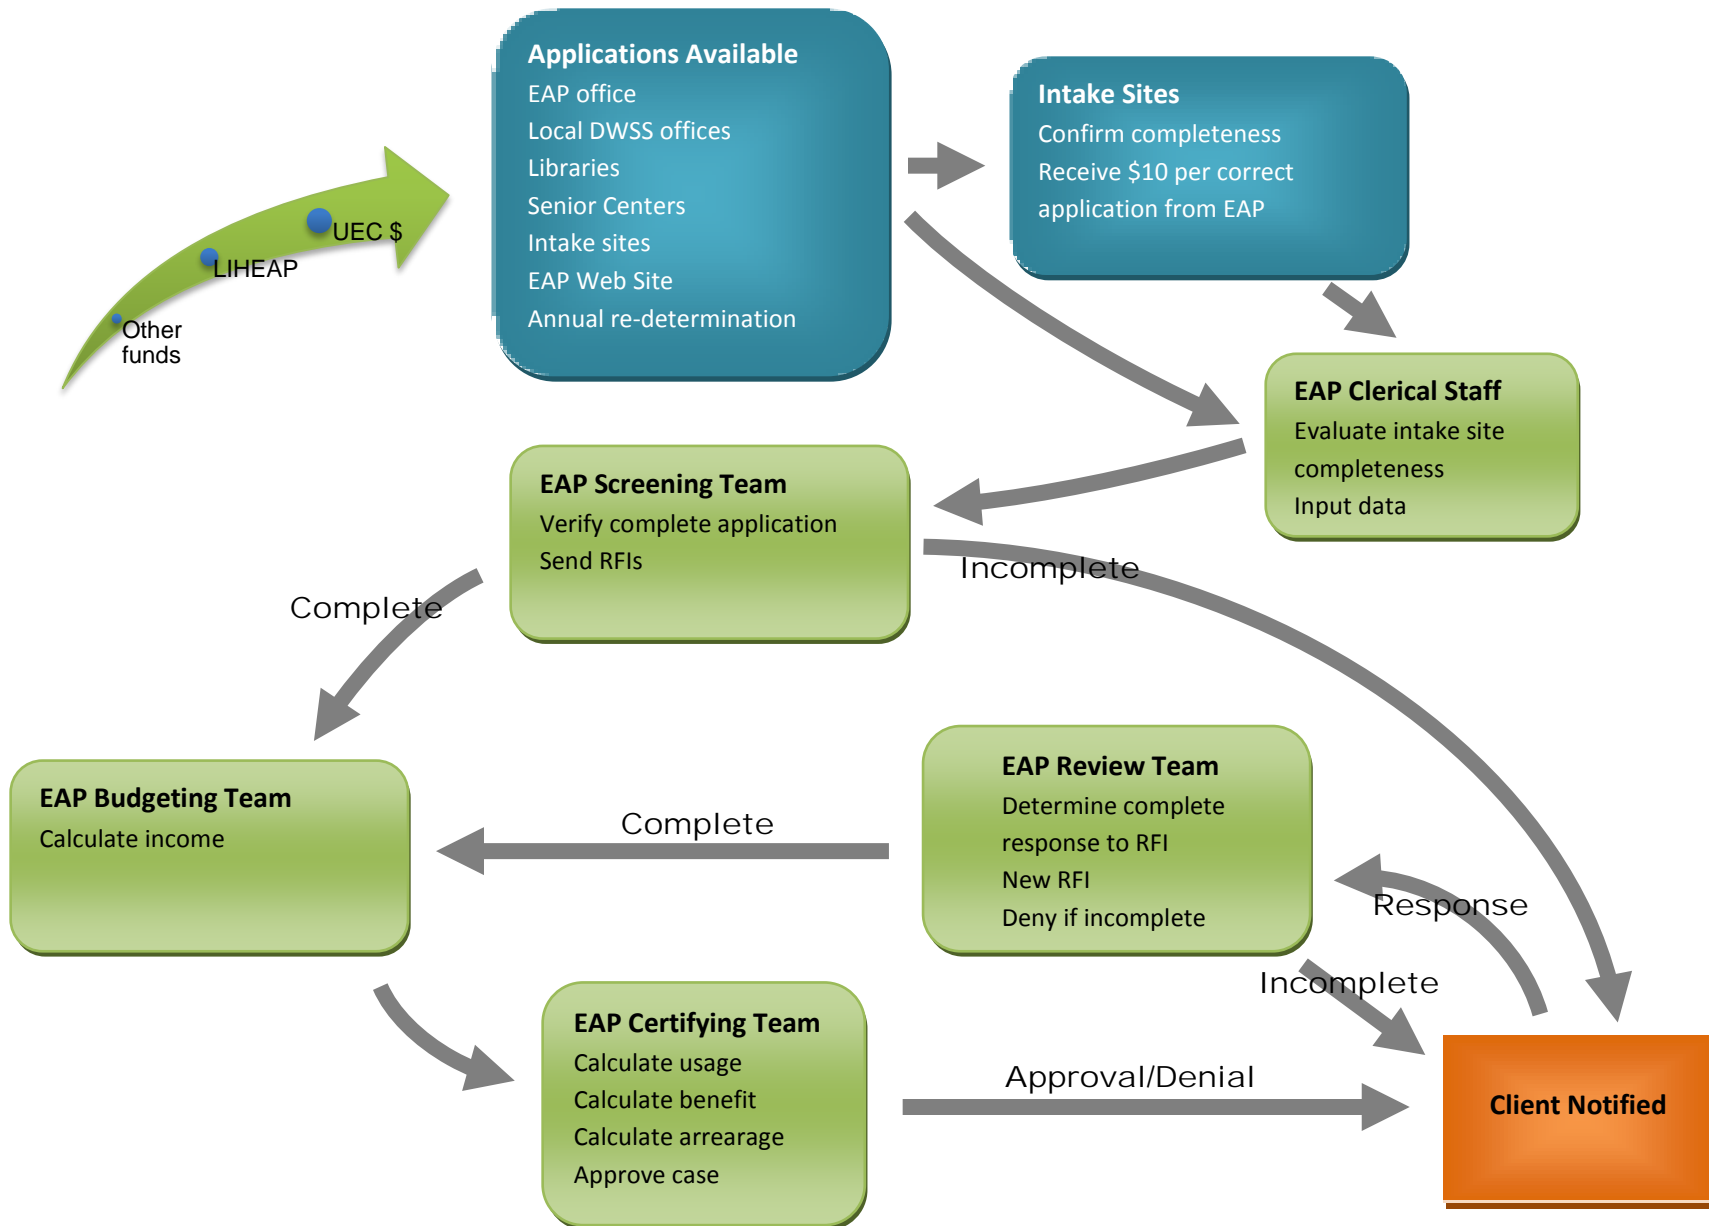 Applications Available
EAP office
Local DWSS offices
Libraries
Senior Centers
Intake sites
EAP Web Site
Annual re-determination
Intake Sites
Confirm completeness
Receive $10 per correct
application from EAP
UEC $
LIHEAP
Other
funds
EAP Clerical Staff
Evaluate intake site
completeness
Input data
EAP Screening Team
Verify complete application
Send RFIs
Incomplete
Complete
EAP Review Team
Determine complete
response to RFI
New RFI
Deny if incomplete
EAP Budgeting Team
Calculate income
Complete
Response
Incomplete
EAP Certifying Team
Calculate usage
Calculate benefit
Calculate arrearage
Approve case
Approval/Denial
Client Notified